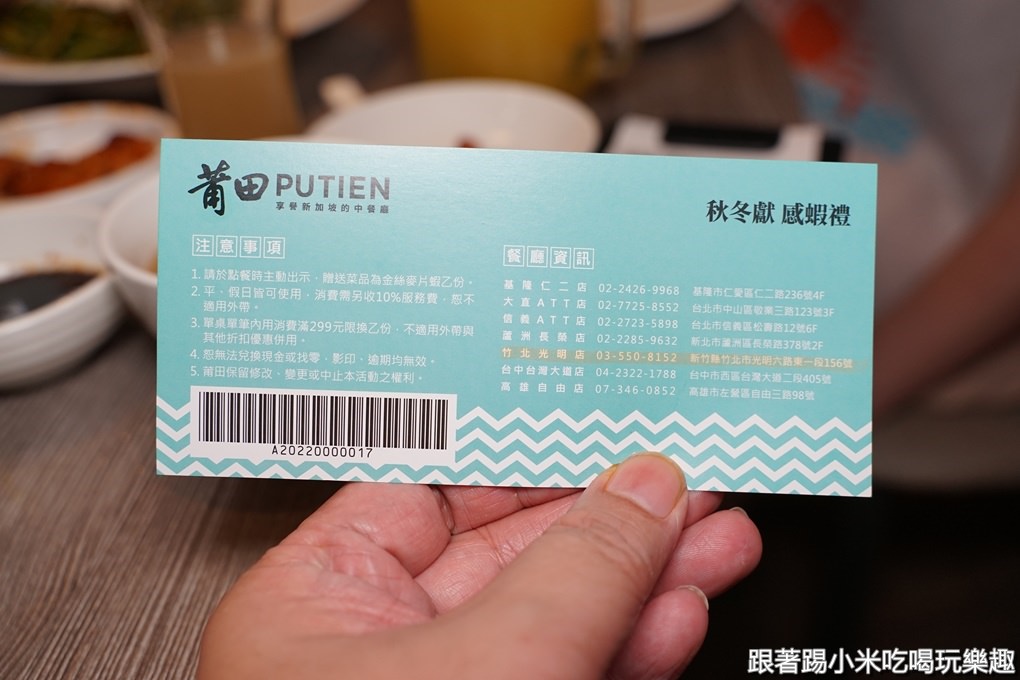 莆田 PUTIEN
享譽新加坡的中餐廳
秋冬獻 感蝦禮
注意事項
1. 請於點餐時主動出示，贈送菜品為金絲麥片蝦乙份。
2. 平、假日皆可使用，消費需另收10%服務費，恕不
適用外帶。
3. 單桌單筆內用消費滿299元限換乙份，不適用外帶與
其他折扣優惠併用。
4. 恕無法兌換現金或找零，影印、逾期均無效。
5. 莆田保留修改、變更或中止本活動之權利。
A20220000017
餐廳資訊
基隆仁二店 02-2426-9968 基隆市仁愛區仁二路236號4F
大直ATT店 02-7725-8552 台北市中山區敬業三路123號3F
信義ATT店 02-2723-5898 台北市信義區松壽路12號6F
蘆洲長榮店 02-2285-9632 新北市蘆洲區長榮路378號2F
竹北光明店 03-550-8152 新竹縣竹北市光明六路東一段156號
台中台灣大道店 04-2322-1788 台中市西區台灣大道二段405號
高雄自由店 07-346-0852 高雄市左營區自由三路98號
跟著踢小米吃喝玩樂趣